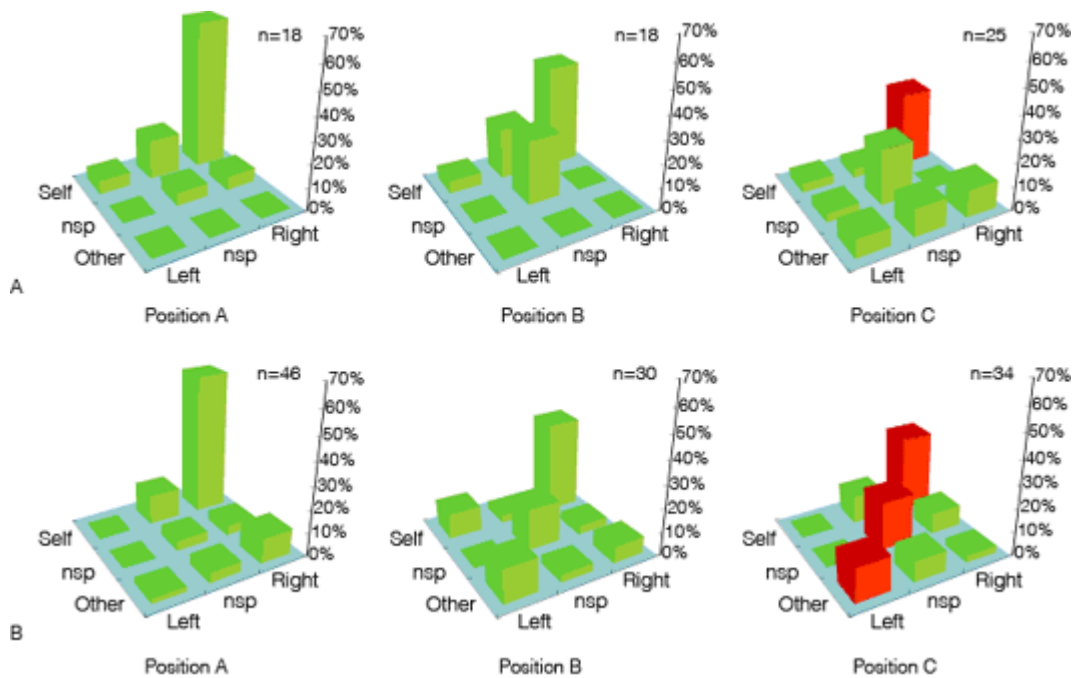 n=18
70%
60%
50%
40%
30%
20%
10%
0%
Self
nsp
Other
Left
nsp
Right
Position A
n=18
70%
60%
50%
40%
30%
20%
10%
0%
Self
nsp
Other
Left
nsp
Right
Position B
n=25
70%
60%
50%
40%
30%
20%
10%
0%
Self
nsp
Other
Left
nsp
Right
Position C
A
n=46
70%
60%
50%
40%
30%
20%
10%
0%
Self
nsp
Other
Left
nsp
Right
Position A
n=30
70%
60%
50%
40%
30%
20%
10%
0%
Self
nsp
Other
Left
nsp
Right
Position B
n=34
70%
60%
50%
40%
30%
20%
10%
0%
Self
nsp
Other
Left
nsp
Right
Position C
B